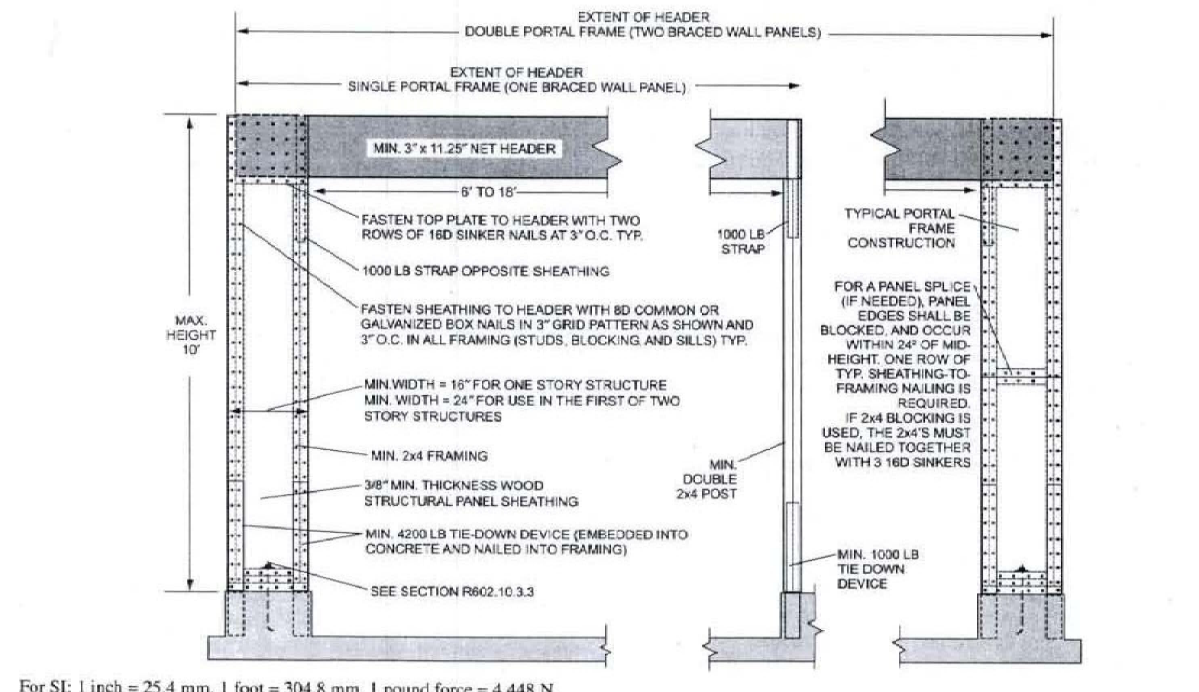 EXTENT OF HEADER
DOUBLE PORTAL FRAME (TWO BRACED WALL PANELS)
EXTENT OF HEADER
SINGLE PORTAL FRAME (ONE BRACED WALL PANEL)
MIN. 3" x 11.25" NET HEADER
6' TO 18'
FASTEN TOP PLATE TO HEADER WITH TWO
ROWS OF 16D SINKER NAILS AT 3" O.C. TYP.
1000 LB STRAP OPPOSITE SHEATHING
FASTEN SHEATHING TO HEADER WITH 8D COMMON OR
GALVANIZED BOX NAILS IN 3" GRID PATTERN AS SHOWN AND
3" O.C. IN ALL FRAMING (STUDS, BLOCKING, AND SILLS) TYP.
MAX.
HEIGHT
10'
MIN.WIDTH = 16" FOR ONE STORY STRUCTURE
MIN. WIDTH = 24" FOR USE IN THE FIRST OF TWO
STORY STRUCTURES
MIN. 2x4 FRAMING
3/8" MIN. THICKNESS WOOD
STRUCTURAL PANEL SHEATHING
MIN. 4200 LB TIE-DOWN DEVICE (EMBEDDED INTO
CONCRETE AND NAILED INTO FRAMING)
SEE SECTION R602.10.3.3
1000 LB
STRAP
MIN.
DOUBLE
2x4 POST
MIN. 1000 LB
TIE DOWN
DEVICE
TYPICAL PORTAL
FRAME
CONSTRUCTION
FOR A PANEL SPLICE
(IF NEEDED), PANEL
EDGES SHALL BE
BLOCKED, AND OCCUR
WITHIN 24" OF MID-
HEIGHT. ONE ROW OF
TYP. SHEATHING-TO-
FRAMING NAILING IS
REQUIRED.
IF 2x4 BLOCKING IS
USED, THE 2x4'S MUST
BE NAILED TOGETHER
WITH 3 16D SINKERS
For SI: 1 inch = 25.4 mm, 1 foot = 304.8 mm, 1 pound force = 4.448 N.